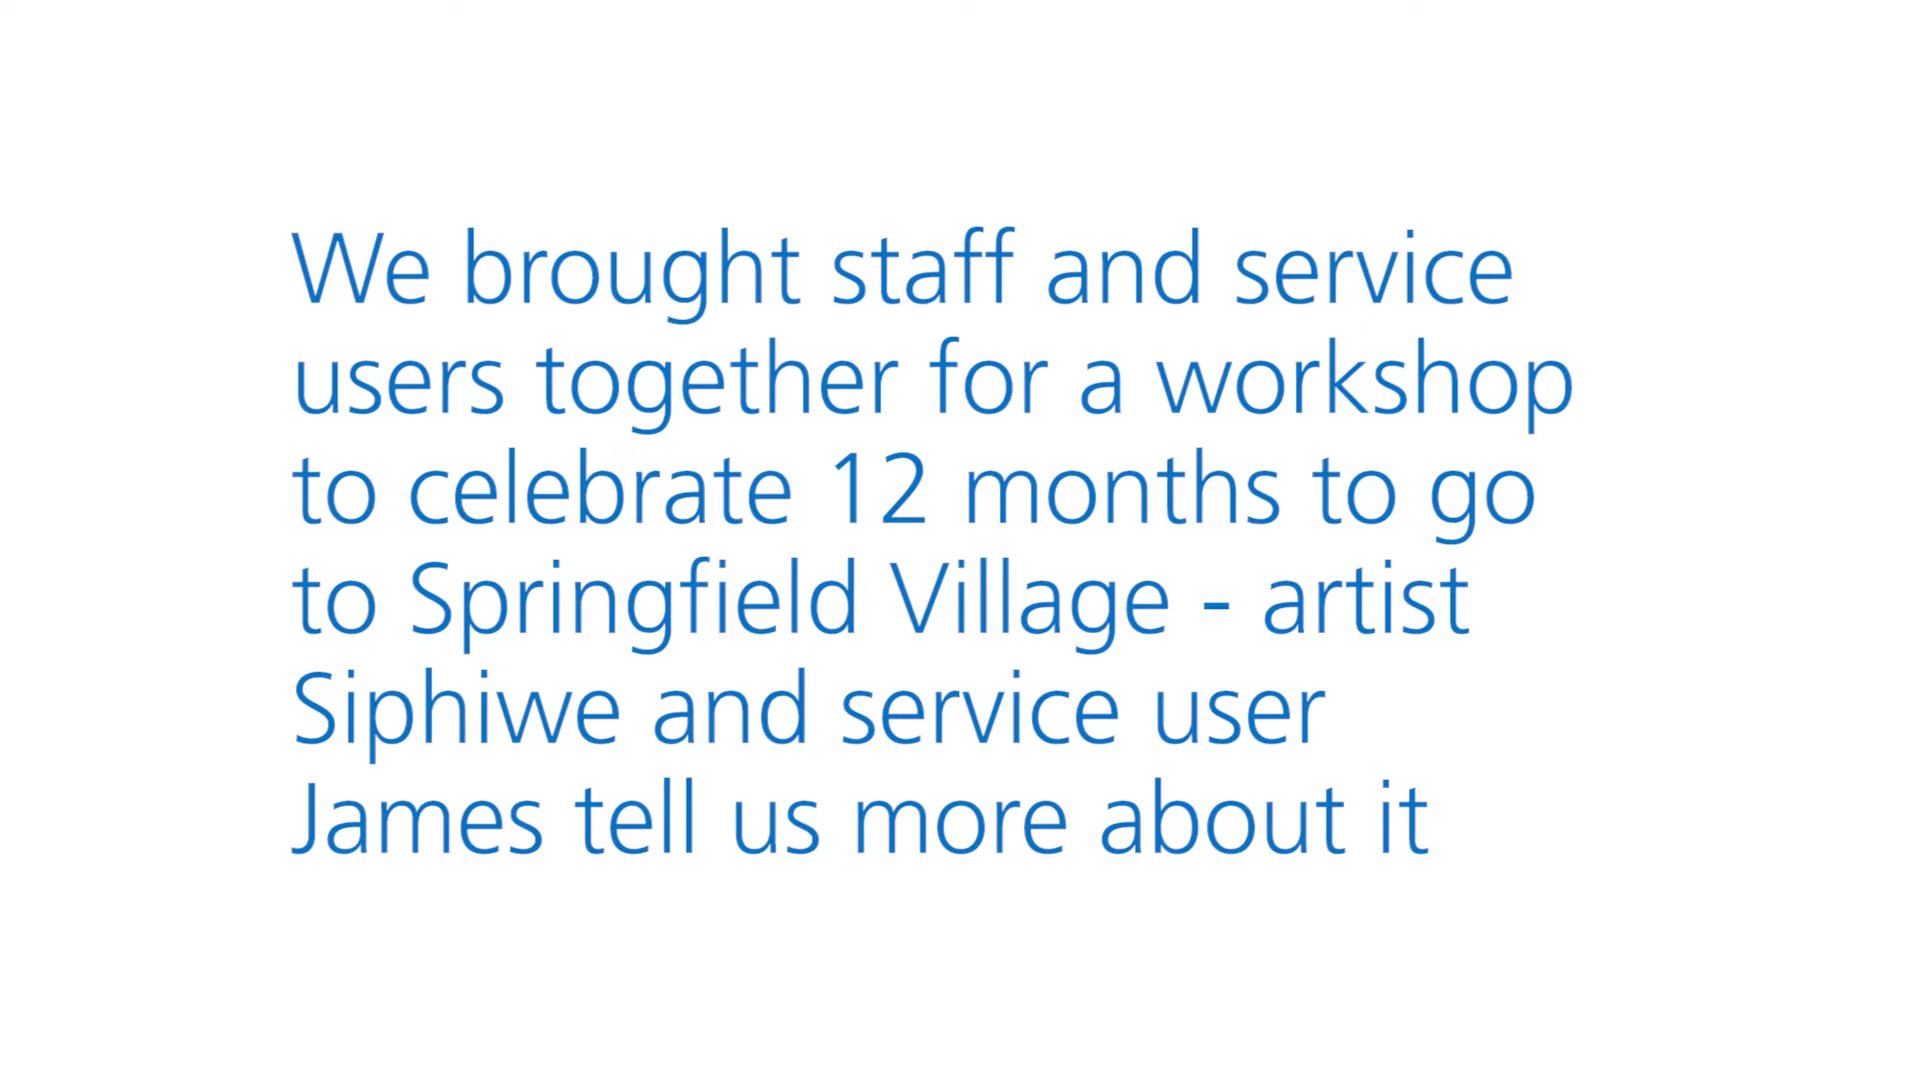 We brought staff and service
users together for a workshop
to celebrate 12 months to go
to Springfield Village - artist
Siphiwe and service user
James tell us more about it